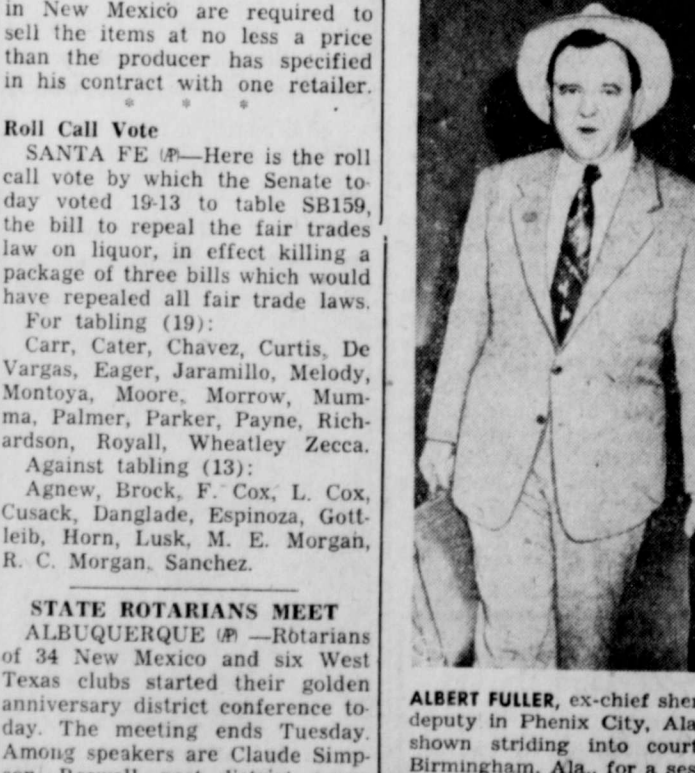 in New Mexico are required to
sell the items at no less a price
than the producer has specified
in his contract with one retailer.
* * *
Roll Call Vote
SANTA FE (AP)—Here is the roll
call vote by which the Senate to-
day voted 19-13 to table SB159,
the bill to repeal the fair trades
law on liquor, in effect killing a
package of three bills which would
have repealed all fair trade laws.
For tabling (19):
Carr, Cater, Chavez, Curtis, De
Vargas, Eager, Jaramillo, Melody,
Montoya, Moore, Morrow, Mum-
ma, Palmer, Parker, Payne, Rich-
ardson, Royall, Wheatley Zecca.
Against tabling (13):
Agnew, Brock, F. Cox, L. Cox,
Cusack, Danglade, Espinoza, Gott-
leib, Horn, Lusk, M. E. Morgan,
R. C. Morgan, Sanchez.
STATE ROTARIANS MEET
ALBUQUERQUE (AP) —Rotarians
of 34 New Mexico and six West
Texas clubs started their golden
anniversary district conference to-
day. The meeting ends Tuesday.
Among speakers are Claude Simp-
ALBERT FULLER, ex-chief sher
deputy in Phenix City, Ala
shown striding into court
Birmingham, Ala., for a ses